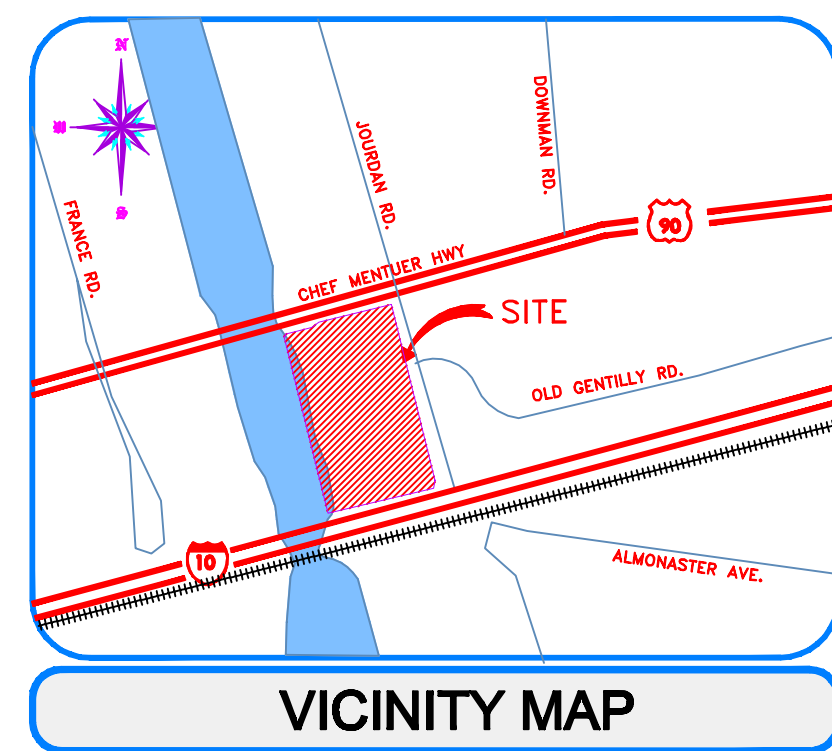 N
S
FRANCE RD.
JOURDAN RD.
DOWNMAN RD.
90
CHEF MENTUER HWY
SITE
OLD GENTILLY RD.
10
ALMONASTER AVE.
VICINITY MAP